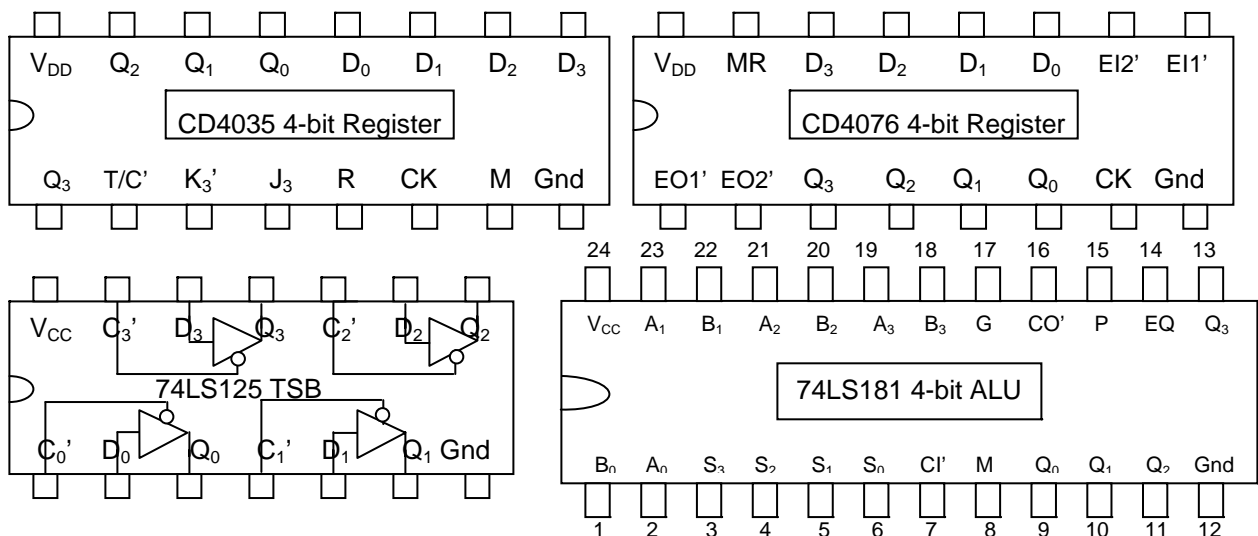 V_DD Q₂ Q₁ Q₀ D₀ D₁ D₂ D₃
CD4035 4-bit Register
Q₃ T/C’ K₃’ J₃ R CK M Gnd
V_DD MR D₃ D₂ D₁ D₀ EI2’ EI1’
CD4076 4-bit Register
EO1’ EO2’ Q₃ Q₂ Q₁ Q₀ CK Gnd
V_CC C₃’ D₃ Q₃ C₂’ D₂ Q₂
74LS125 TSB
C₀’ D₀ Q₀ C₁’ D₁ Q₁ Gnd
24 23 22 21 20 19 18 17 16 15 14 13
V_CC A₁ B₁ A₂ B₂ A₃ B₃ G CO’ P EQ Q₃
74LS181 4-bit ALU
B₀ A₀ S₃ S₂ S₁ S₀ CI’ M Q₀ Q₁ Q₂ Gnd
1 2 3 4 5 6 7 8 9 10 11 12